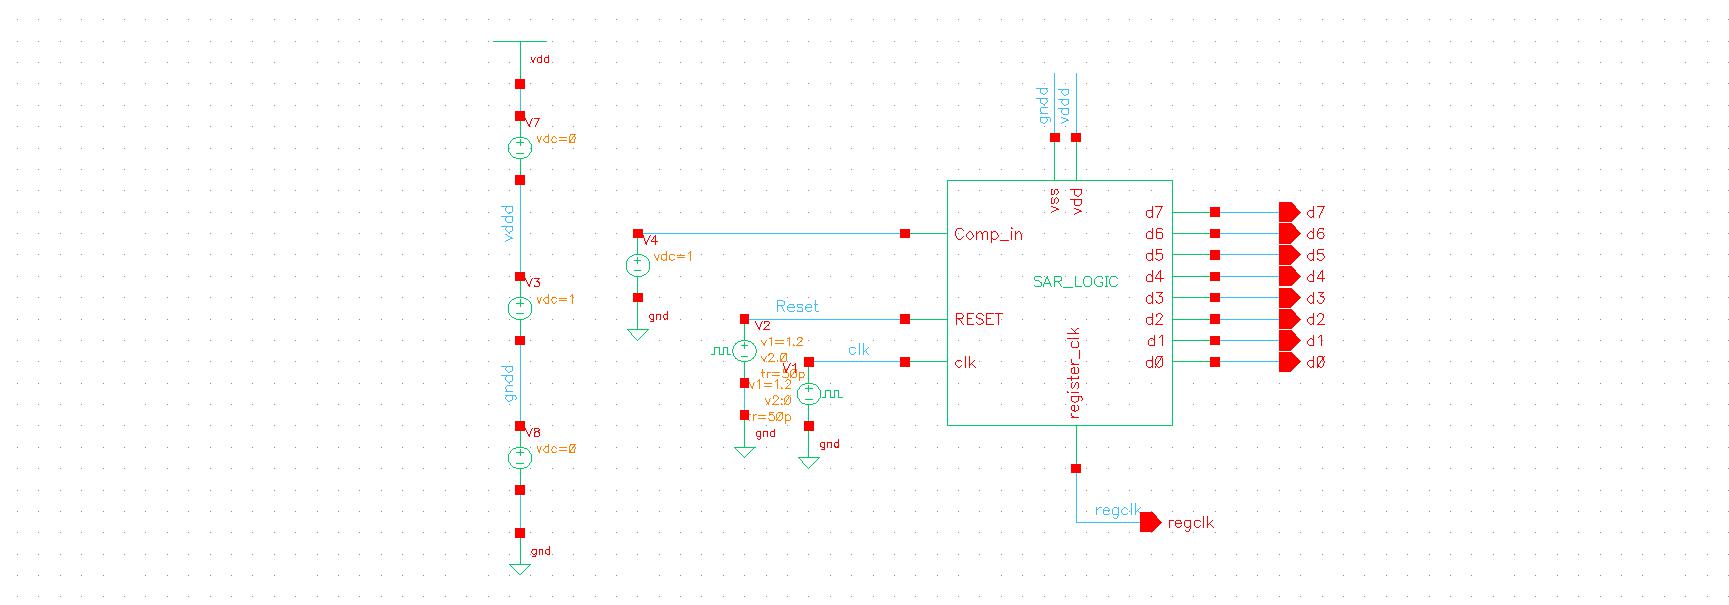 vdd
V7
vdc=0
vddd
V3
vdc=1
gndd
V8
vdc=0
gnd
V4
vdc=1
gnd
Reset
V2
v1=1.2
v2:0
tr=50p
gnd
clk
V1
v1=1.2
v2:0
tr=50p
gnd
gndd
vddd
vss
vdd
Comp_in
RESET
clk
SAR_LOGIC
register_clk
d7
d6
d5
d4
d3
d2
d1
d0
d7
d6
d5
d4
d3
d2
d1
d0
regclk
regclk